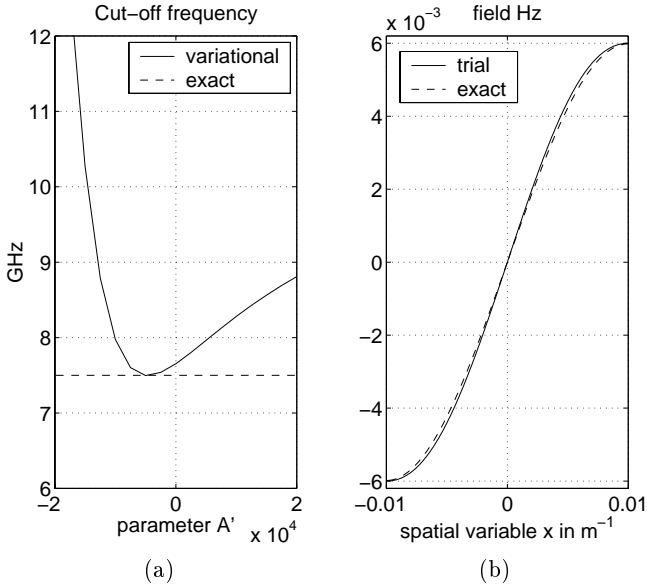 Cut-off frequency
12
11
10
9
8
7
6
GHz
variational
exact
-2
0
2
parameter A'
x 10^4
(a)
field Hz
x 10^-3
6
4
2
0
-2
-4
-6
trial
exact
-0.01
0
0.01
spatial variable x in m^-1
(b)